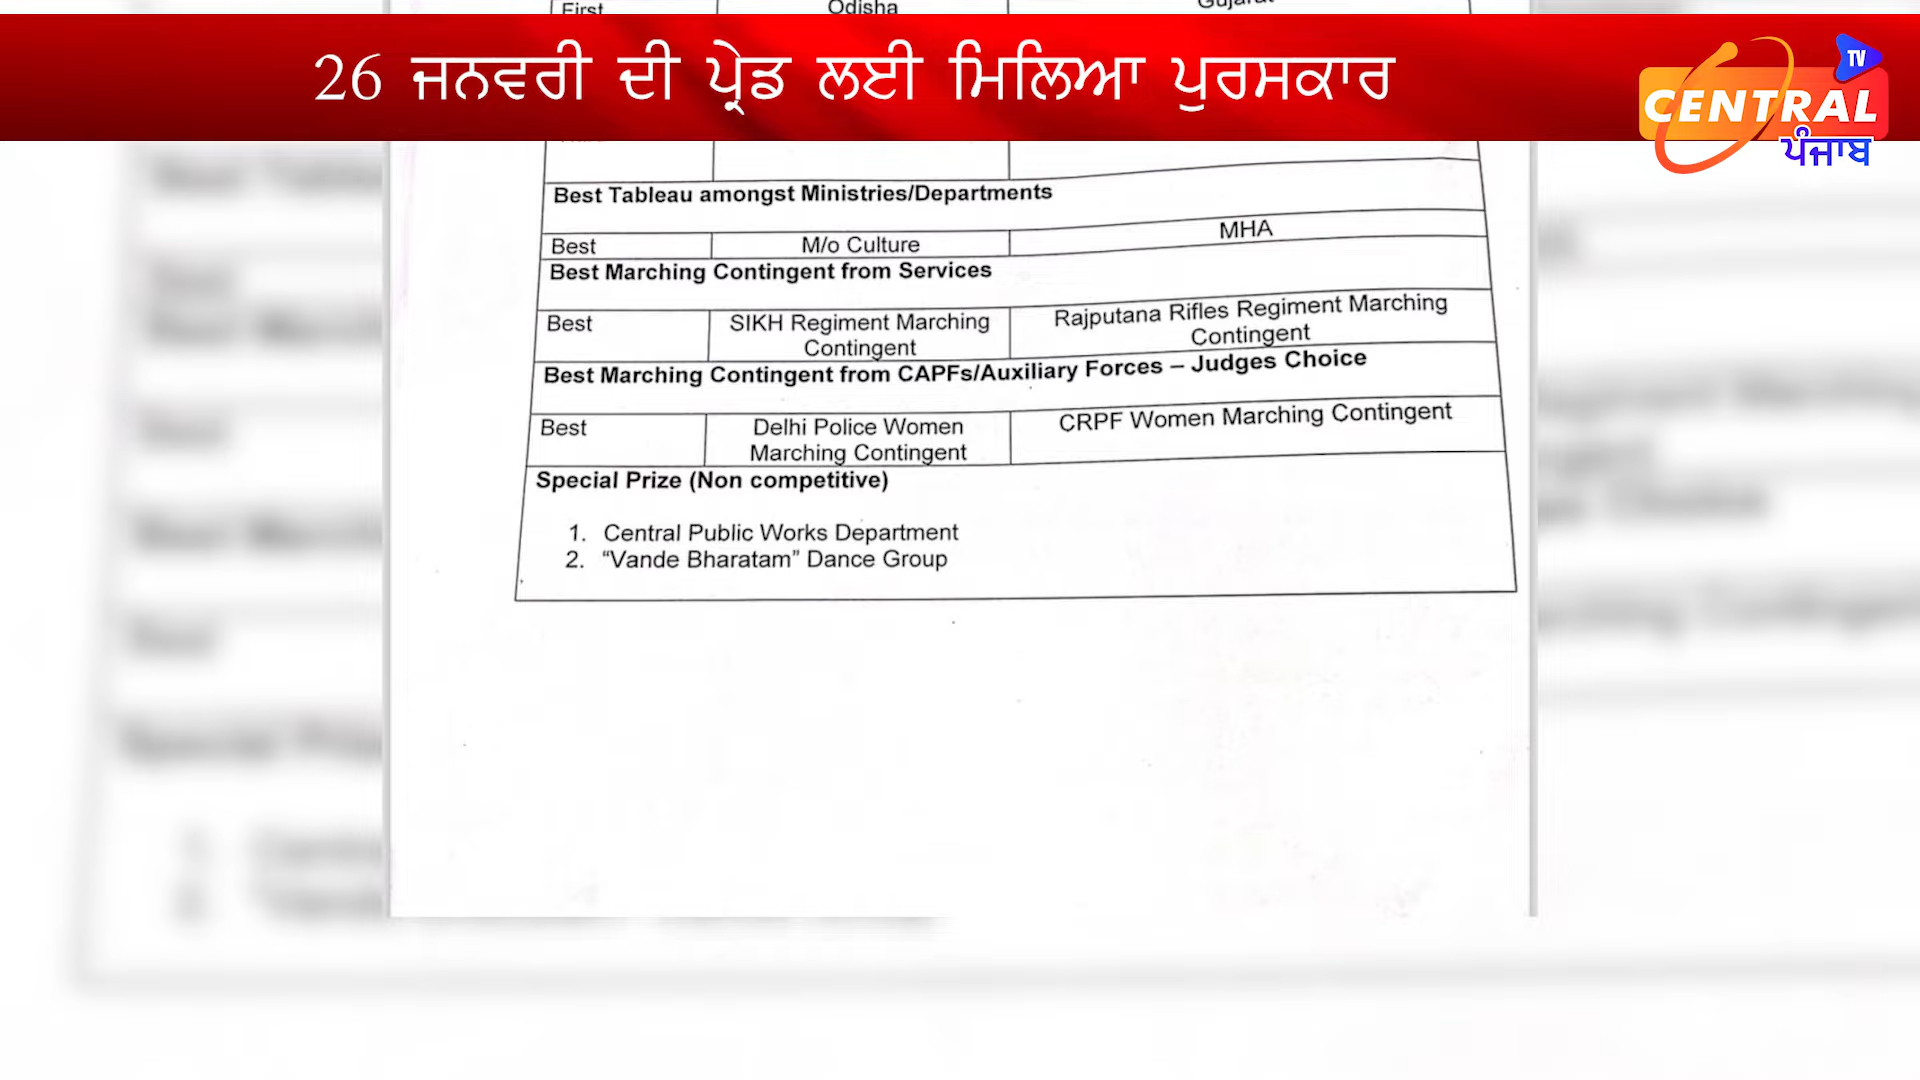 First Odisha Gujarat
26 ਜਨਵਰੀ ਦੀ ਪ੍ਰੇਡ ਲਈ ਮਿਲਿਆ ਪੁਰਸਕਾਰ
TV
CENTRAL
ਪੰਜਾਬ
Best Tableau amongst Ministries/Departments
Best M/o Culture MHA
Best Marching Contingent from Services
Best SIKH Regiment Marching Rajputana Rifles Regiment Marching
Contingent Contingent
Best Marching Contingent from CAPFs/Auxiliary Forces – Judges Choice
Best Delhi Police Women CRPF Women Marching Contingent
Marching Contingent
Special Prize (Non competitive)
1. Central Public Works Department
2. “Vande Bharatam” Dance Group